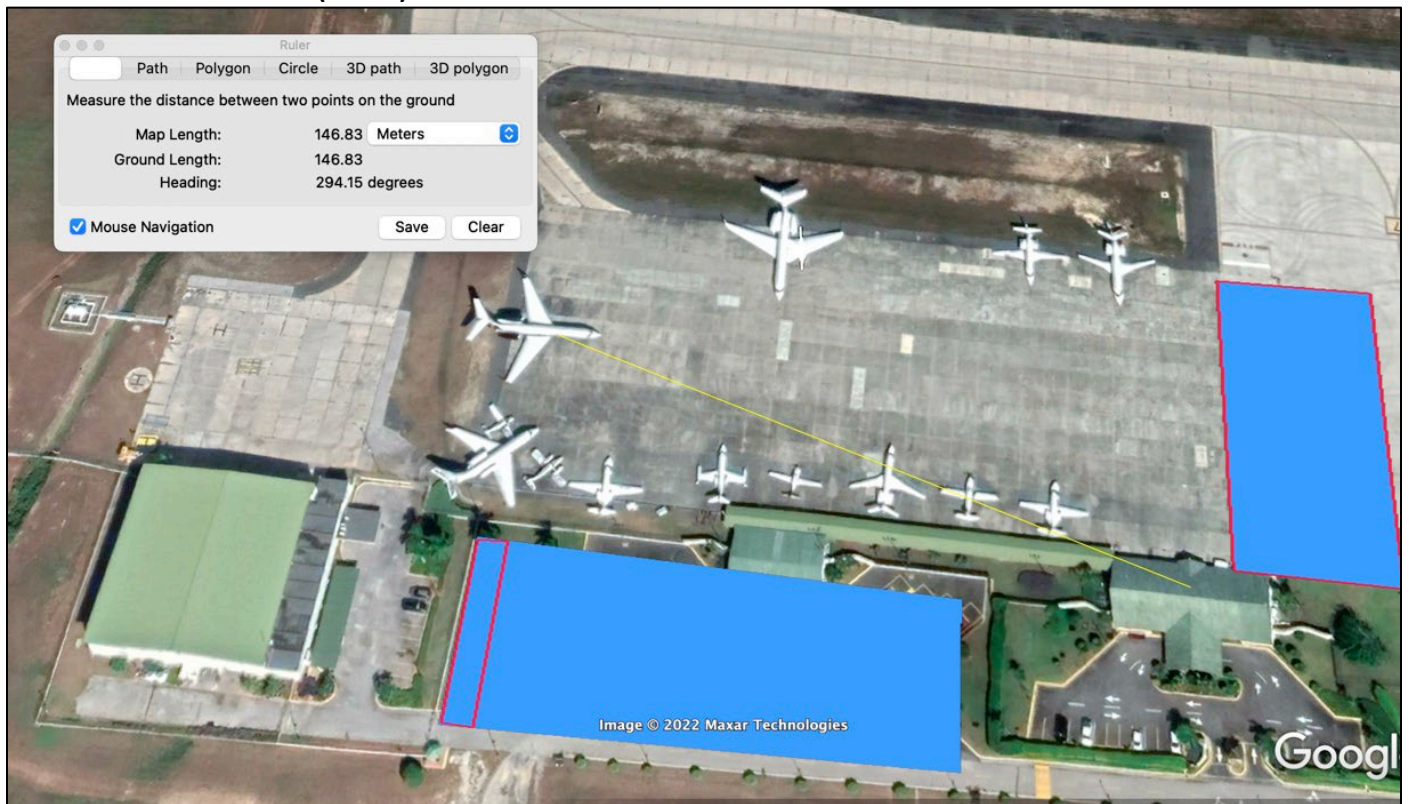 Ruler
Path Polygon Circle 3D path 3D polygon
Measure the distance between two points on the ground
Map Length: 146.83 Meters
Ground Length: 146.83
Heading: 294.15 degrees
Mouse Navigation Save Clear
H
H
Image © 2022 Maxar Technologies
Googl